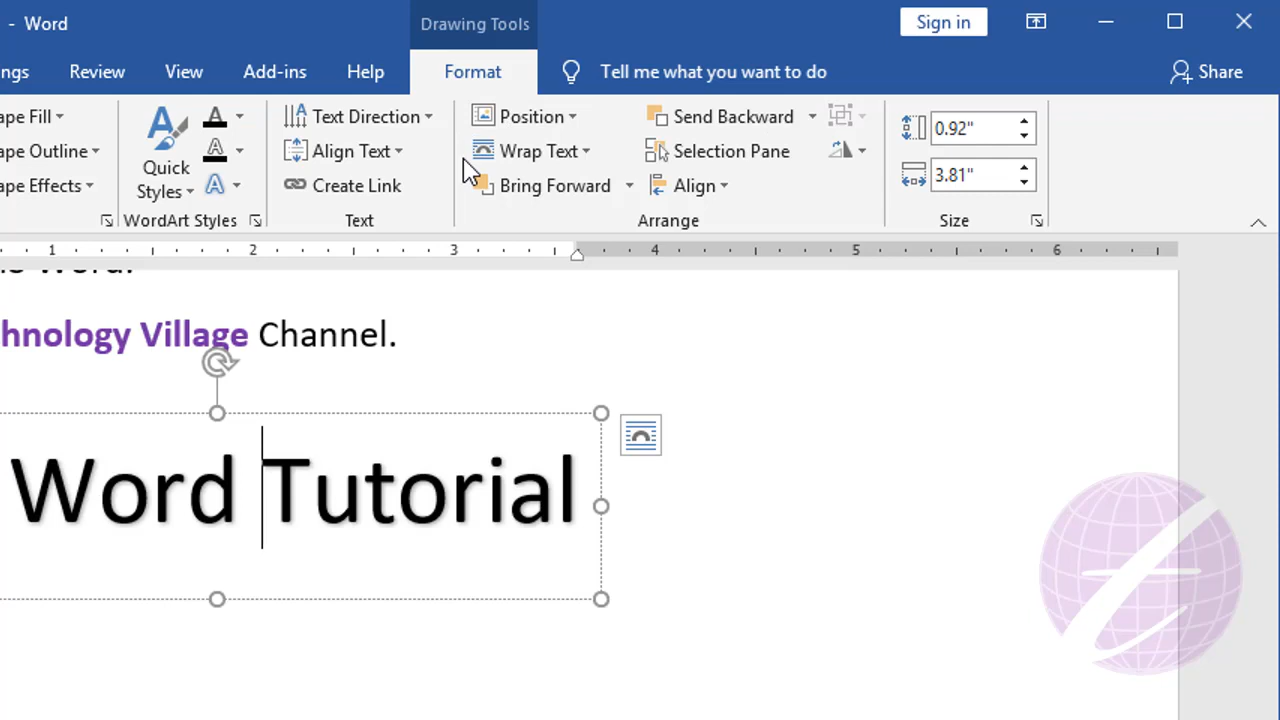 - Word
Drawing Tools
Sign in
ngs
Review
View
Add-ins
Help
Format
Tell me what you want to do
Share
ape Fill
ape Outline
ape Effects
Quick
Styles
WordArt Styles
Text Direction
Align Text
Create Link
Text
Position
Wrap Text
Bring Forward
Send Backward
Selection Pane
Align
Arrange
0.92"
3.81"
Size
1 2 3 4 5 6
Word.
hnology Village Channel.
Word Tutorial